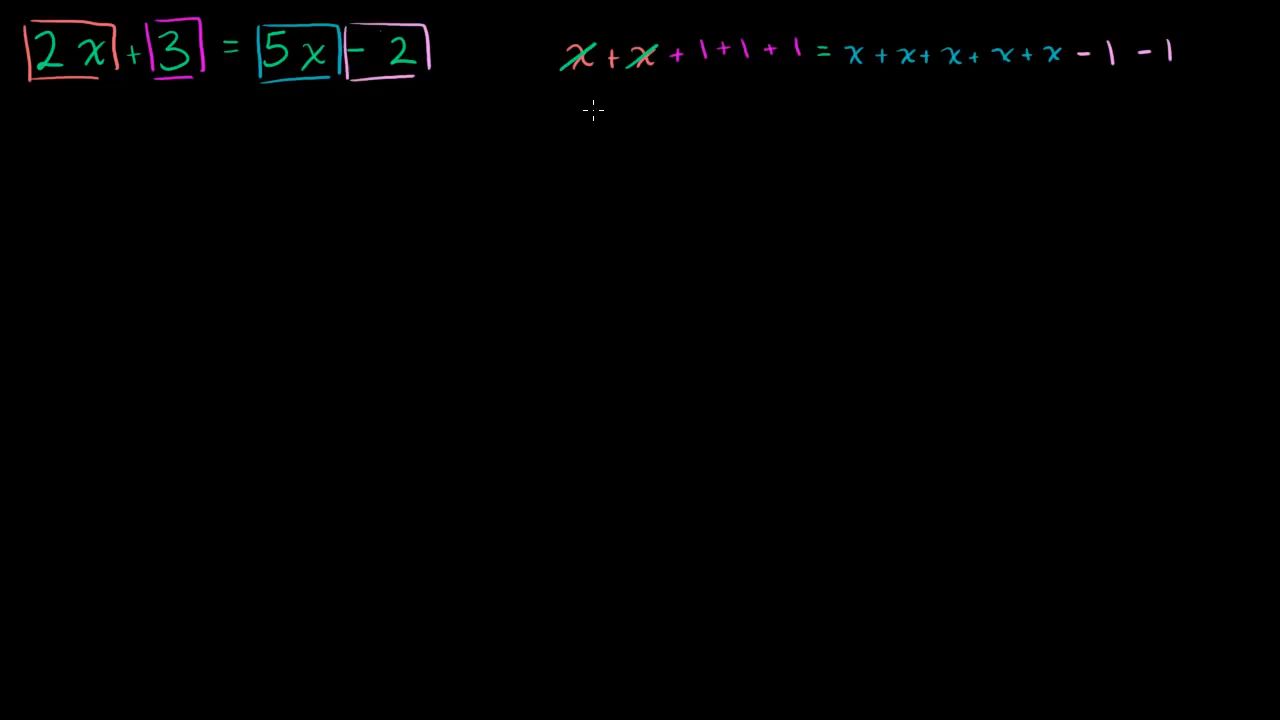 2x + 3 = 5x - 2
x + x + 1 + 1 + 1 = x + x + x + x + x - 1 - 1